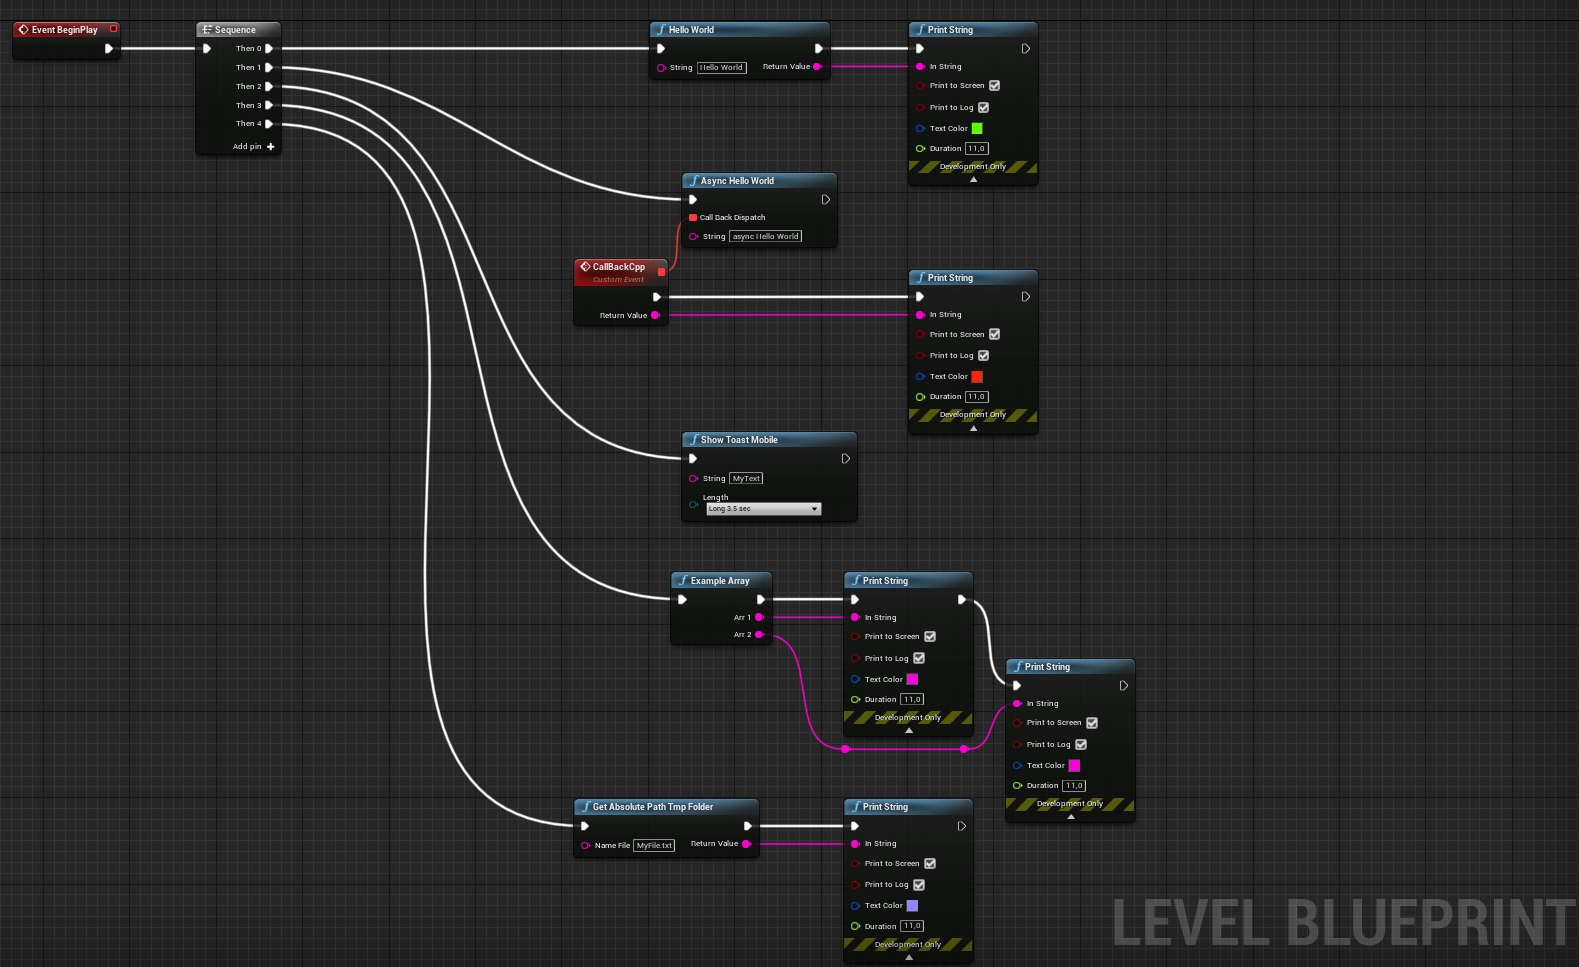 Event BeginPlay
Sequence
Then 0
Then 1
Then 2
Then 3
Then 4
Add pin
Hello World
String Hello World Return Value
Print String
In String
Print to Screen
Print to Log
Text Color
Duration 11,0
Development Only
Async Hello World
Call Back Dispatch
String async Hello World
CallBackCpp
Custom Event
Return Value
Print String
In String
Print to Screen
Print to Log
Text Color
Duration 11,0
Development Only
Show Toast Mobile
String MyText
Length
Long 3.5 sec
Example Array
Arr 1
Arr 2
Print String
In String
Print to Screen
Print to Log
Text Color
Duration 11,0
Development Only
Print String
In String
Print to Screen
Print to Log
Text Color
Duration 11,0
Development Only
Get Absolute Path Tmp Folder
Name File MyFile.txt Return Value
Print String
In String
Print to Screen
Print to Log
Text Color
Duration 11,0
Development Only
LEVEL BLUEPRINT